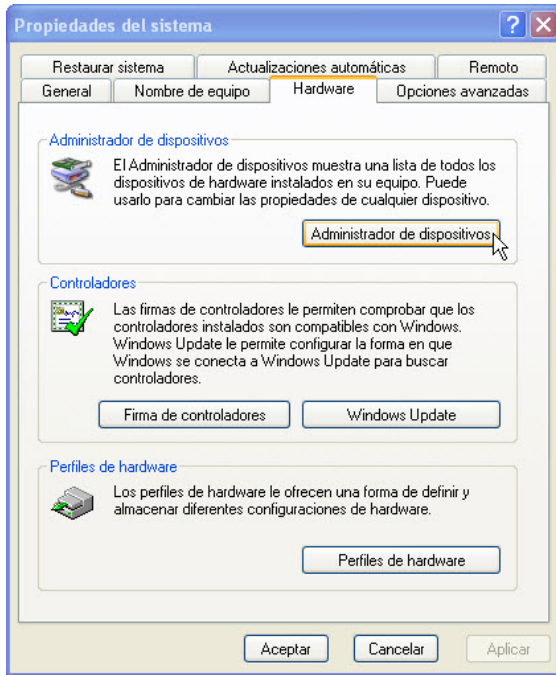 Propiedades del sistema
Restaurar sistema
Actualizaciones automáticas
Remoto
General
Nombre de equipo
Hardware
Opciones avanzadas
Administrador de dispositivos
El Administrador de dispositivos muestra una lista de todos los
dispositivos de hardware instalados en su equipo. Puede
usarlo para cambiar las propiedades de cualquier dispositivo.
Administrador de dispositivos
Controladores
Las firmas de controladores le permiten comprobar que los
controladores instalados son compatibles con Windows.
Windows Update le permite configurar la forma en que
Windows se conecta a Windows Update para buscar
controladores.
Firma de controladores
Windows Update
Perfiles de hardware
Los perfiles de hardware le ofrecen una forma de definir y
almacenar diferentes configuraciones de hardware.
Perfiles de hardware
Aceptar
Cancelar
Aplicar